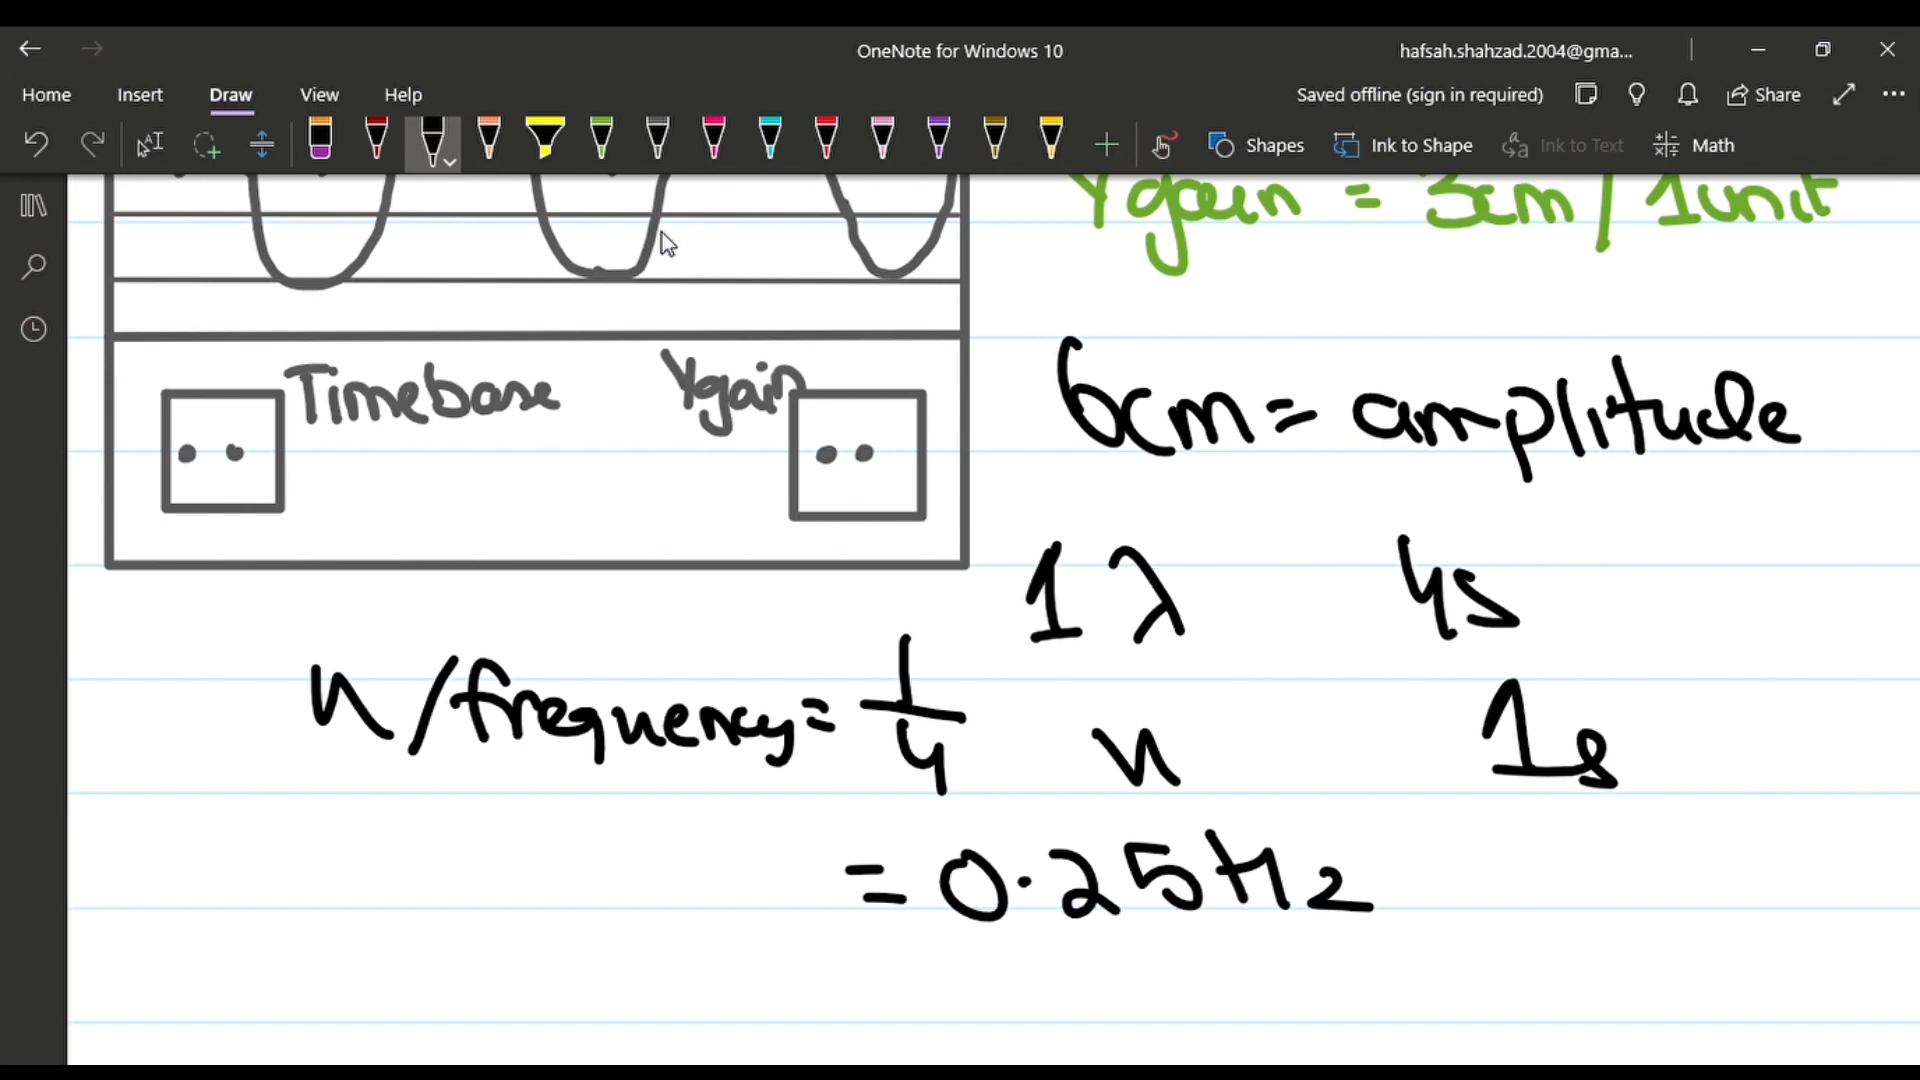 OneNote for Windows 10
hafsah.shahzad.2004@gma...
Home Insert Draw View Help
Saved offline (sign in required)
Share
Shapes Ink to Shape Ink to Text Math
Ygain = 3cm / 1unit
Timebase Ygain
6cm = amplitude
1 λ 4s
x/frequency = 1/4
x 1s
= 0.25Hz